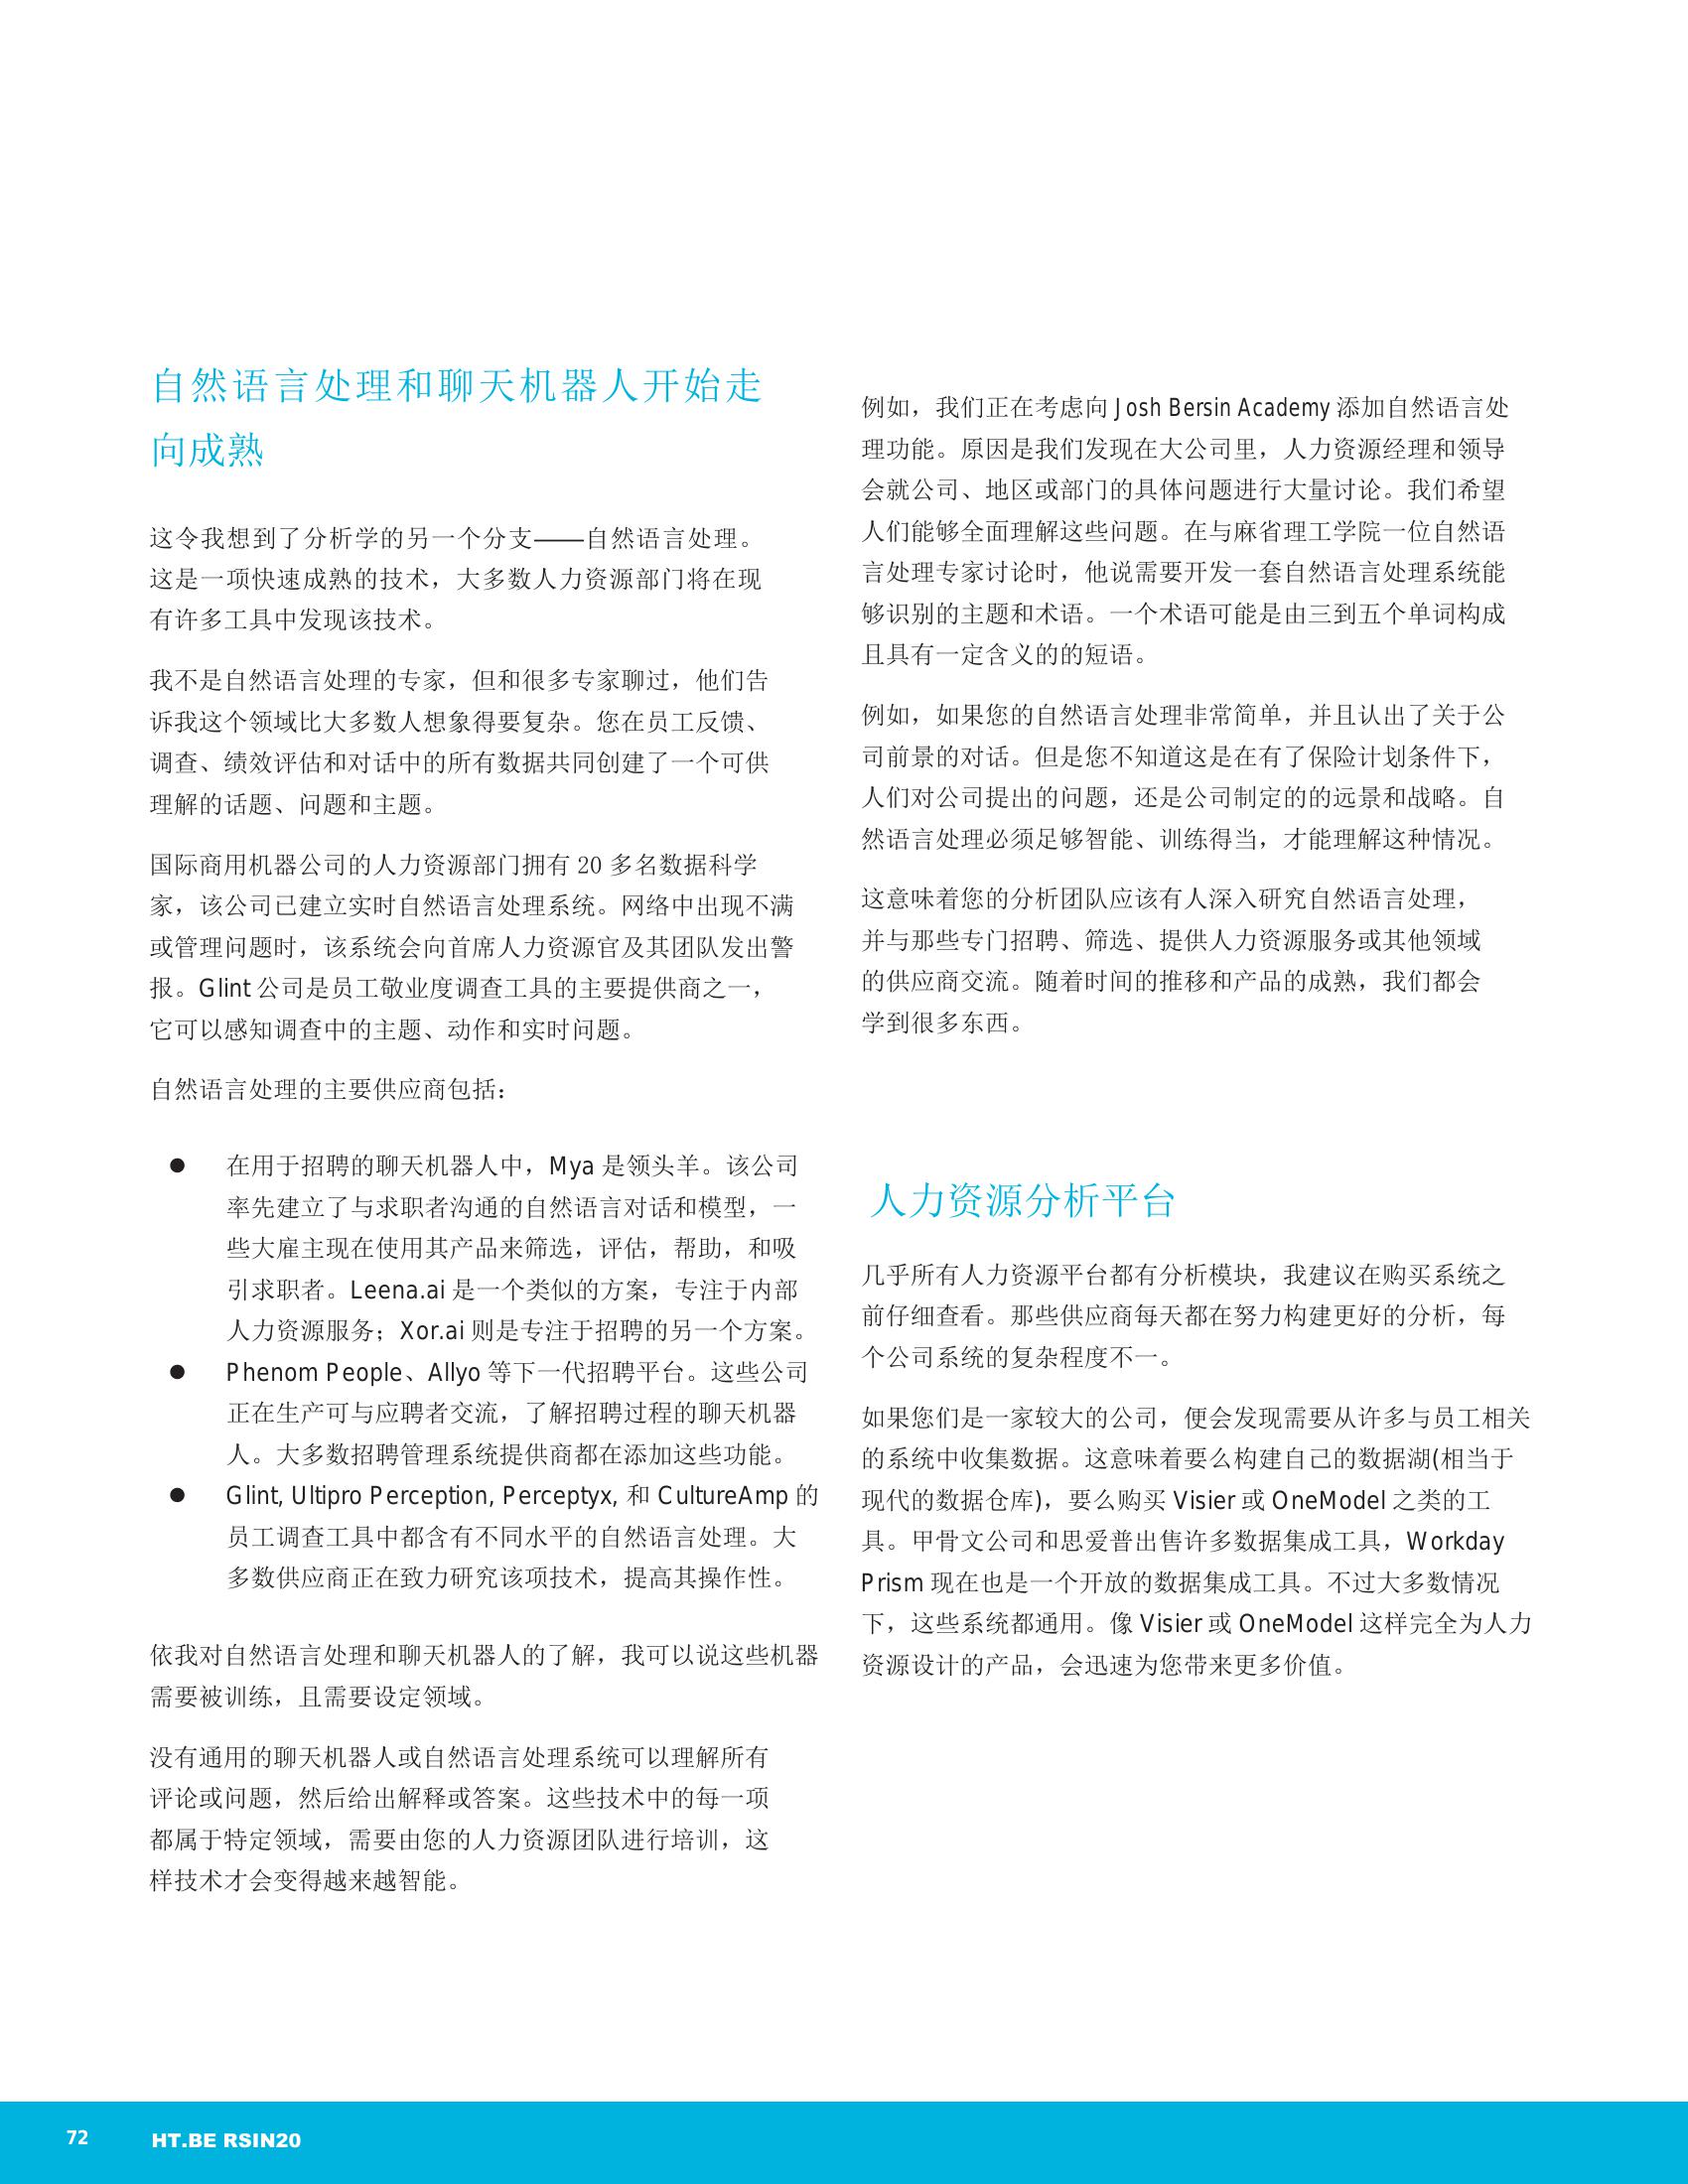 自然语言处理和聊天机器人开始走
向成熟
这令我想到了分析学的另一个分支——自然语言处理。
这是一项快速成熟的技术，大多数人力资源部门将在现
有许多工具中发现该技术。
我不是自然语言处理的专家，但和很多专家聊过，他们告
诉我这个领域比大多数人想象得要复杂。您在员工反馈、
调查、绩效评估和对话中的所有数据共同创建了一个可供
理解的话题、问题和主题。
国际商用机器公司的人力资源部门拥有 20 多名数据科学
家，该公司已建立实时自然语言处理系统。网络中出现不满
或管理问题时，该系统会向首席人力资源官及其团队发出警
报。Glint 公司是员工敬业度调查工具的主要提供商之一，
它可以感知调查中的主题、动作和实时问题。
自然语言处理的主要供应商包括：
● 在用于招聘的聊天机器人中，Mya 是领头羊。该公司
率先建立了与求职者沟通的自然语言对话和模型，一
些大雇主现在使用其产品来筛选，评估，帮助，和吸
引求职者。Leena.ai 是一个类似的方案，专注于内部
人力资源服务；Xor.ai 则是专注于招聘的另一个方案。
● Phenom People、Allyo 等下一代招聘平台。这些公司
正在生产可与应聘者交流，了解招聘过程的聊天机器
人。大多数招聘管理系统提供商都在添加这些功能。
● Glint, Ultipro Perception, Perceptyx, 和 CultureAmp 的
员工调查工具中都含有不同水平的自然语言处理。大
多数供应商正在致力研究该项技术，提高其操作性。
依我对自然语言处理和聊天机器人的了解，我可以说这些机器
需要被训练，且需要设定领域。
没有通用的聊天机器人或自然语言处理系统可以理解所有
评论或问题，然后给出解释或答案。这些技术中的每一项
都属于特定领域，需要由您的人力资源团队进行培训，这
样技术才会变得越来越智能。
例如，我们正在考虑向 Josh Bersin Academy 添加自然语言处
理功能。原因是我们发现在大公司里，人力资源经理和领导
会就公司、地区或部门的具体问题进行大量讨论。我们希望
人们能够全面理解这些问题。在与麻省理工学院一位自然语
言处理专家讨论时，他说需要开发一套自然语言处理系统能
够识别的主题和术语。一个术语可能是由三到五个单词构成
且具有一定含义的的短语。
例如，如果您的自然语言处理非常简单，并且认出了关于公
司前景的对话。但是您不知道这是在有了保险计划条件下，
人们对公司提出的问题，还是公司制定的的远景和战略。自
然语言处理必须足够智能、训练得当，才能理解这种情况。
这意味着您的分析团队应该有人深入研究自然语言处理，
并与那些专门招聘、筛选、提供人力资源服务或其他领域
的供应商交流。随着时间的推移和产品的成熟，我们都会
学到很多东西。
人力资源分析平台
几乎所有人力资源平台都有分析模块，我建议在购买系统之
前仔细查看。那些供应商每天都在努力构建更好的分析，每
个公司系统的复杂程度不一。
如果您们是一家较大的公司，便会发现需要从许多与员工相关
的系统中收集数据。这意味着要么构建自己的数据湖(相当于
现代的数据仓库)，要么购买 Visier 或 OneModel 之类的工
具。甲骨文公司和思爱普出售许多数据集成工具，Workday
Prism 现在也是一个开放的数据集成工具。不过大多数情况
下，这些系统都通用。像 Visier 或 OneModel 这样完全为人力
资源设计的产品，会迅速为您带来更多价值。
72 HT.BE RSIN20